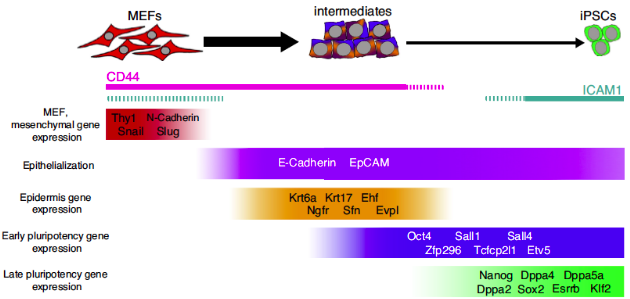 MEFs
intermediates
iPSCs
CD44
ICAM1
MEF,
mesenchymal gene
expression
Thy1 N-Cadherin
Snail Slug
Epithelialization
E-Cadherin EpCAM
Epidermis gene
expression
Krt6a Krt17 Ehf
Ngfr Sfn Evpl
Early pluripotency gene
expression
Oct4 Sall1 Sall4
Zfp296 Tcfcp2l1 Etv5
Late pluripotency gene
expression
Nanog Dppa4 Dppa5a
Dppa2 Sox2 Esrrb Klf2